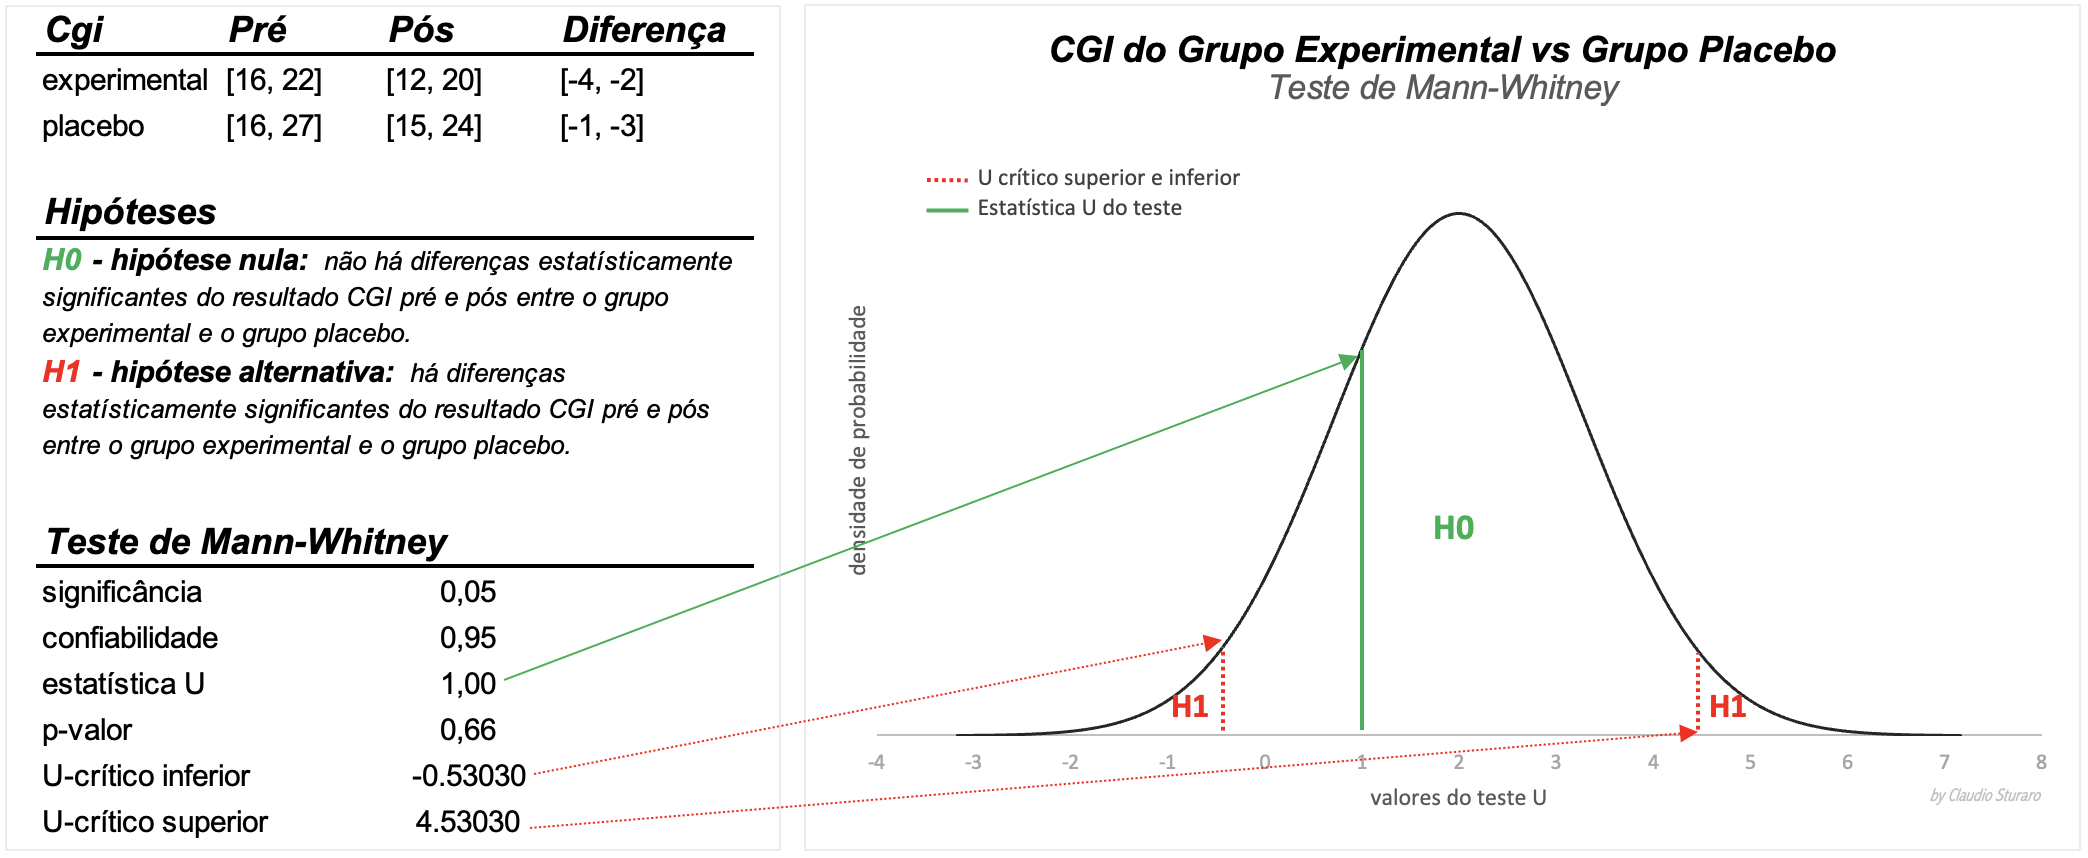 Cgi Pré Pós Diferença
experimental [16, 22] [12, 20] [-4, -2]
placebo [16, 27] [15, 24] [-1, -3]
Hipóteses
H0 - hipótese nula: não há diferenças estatísticamente
significantes do resultado CGI pré e pós entre o grupo
experimental e o grupo placebo.
H1 - hipótese alternativa: há diferenças
estatísticamente significantes do resultado CGI pré e pós
entre o grupo experimental e o grupo placebo.
Teste de Mann-Whitney
significância 0,05
confiabilidade 0,95
estatística U 1,00
p-valor 0,66
U-crítico inferior -0.53030
U-crítico superior 4.53030
CGI do Grupo Experimental vs Grupo Placebo
Teste de Mann-Whitney
U crítico superior e inferior
Estatística U do teste
densidade de probabilidade
H0
H1 H1
-4 -3 -2 -1 0 1 2 3 4 5 6 7 8
valores do teste U
by Claudio Sturaro